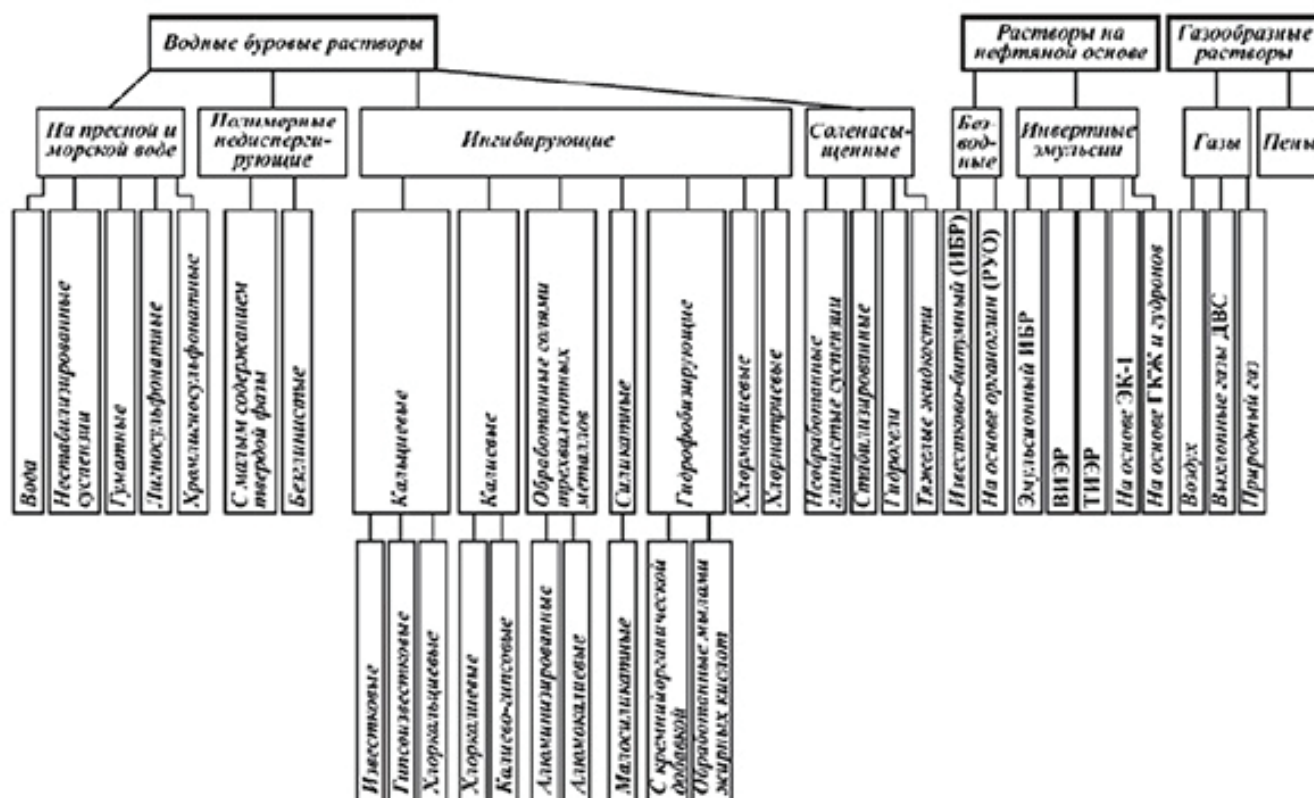 Водные буровые растворы
Растворы на
нефтяной основе
Газообразные
растворы
На пресной и
морской воде
Полимерные
недисперги-
рующие
Ингибирующие
Соленасы-
щенные
Без-
вод-
ные
Инвертные
эмульсии
Газы
Пены
Вода
Нестабилизированные
суспензии
Гуматные
Лигносульфонатные
Хромлигносульфонатные
С малым содержанием
твердой фазы
Безглинистые
Кальциевые
Калиевые
Обработанные солями
трехвалентных
металлов
Силикатные
Гидрофобизирующие
Хлормагниевые
Хлорнатриевые
Необработанные
глинистые суспензии
Стабилизированные
Гидрогели
Тяжелые жидкости
Известково-битумный (ИБР)
На основе органоглин (РУО)
Эмульсионный ИБР
ВИЭР
ТИЭР
На основе ЭК-1
На основе ГКЖ и гудронов
Воздух
Выхлопные газы ДВС
Природный газ
Известковые
Гипсоизвестковые
Хлоркальциевые
Хлоркалиевые
Калиево-гипсовые
Алюминизированные
Алюмокалиевые
Малосиликатные
С кремнийорганической
добавкой
Обработанные мылами
жирных кислот